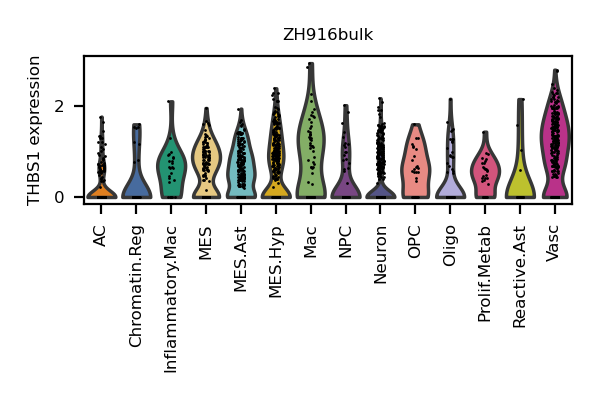 ZH916bulk
THBS1 expression
2
0
AC
Chromatin.Reg
Inflammatory.Mac
MES
MES.Ast
MES.Hyp
Mac
NPC
Neuron
OPC
Oligo
Prolif.Metab
Reactive.Ast
Vasc